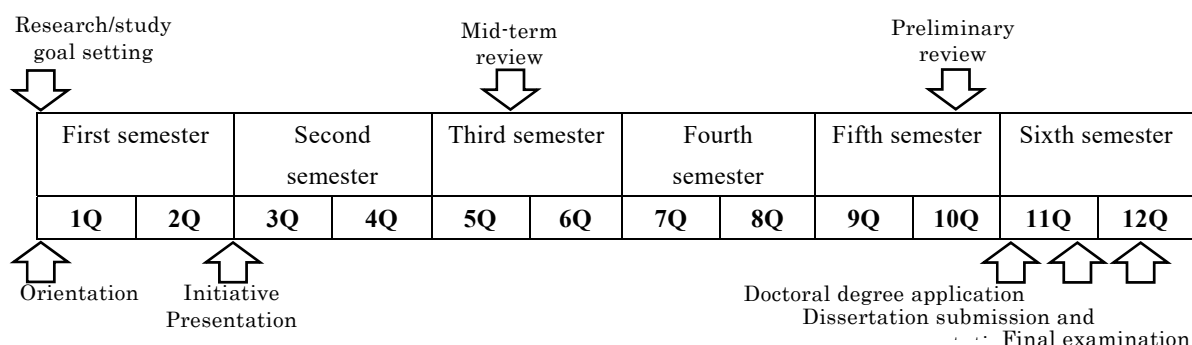 Research/study
goal setting
Mid-term
review
Preliminary
review
First semester
Second
semester
Third semester
Fourth
semester
Fifth semester
Sixth semester
1Q 2Q 3Q 4Q 5Q 6Q 7Q 8Q 9Q 10Q 11Q 12Q
Orientation
Initiative
Presentation
Doctoral degree application
Dissertation submission and
Final examination